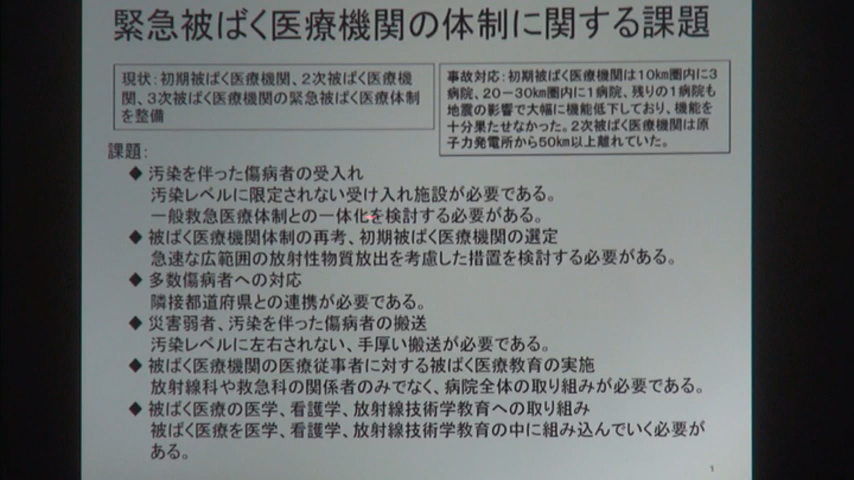 緊急被ばく医療機関の体制に関する課題
現状：初期被ばく医療機関、2次被ばく医療機
関、3次被ばく医療機関の緊急被ばく医療体制
を整備
事故対応：初期被ばく医療機関は10km圏内に3
病院、20－30km圏内に1病院、残りの1病院も
地震の影響で大幅に機能低下しており、機能を
十分果たせなかった。2次被ばく医療機関は原
子力発電所から50km以上離れていた。
課題：
◆ 汚染を伴った傷病者の受入れ
汚染レベルに限定されない受け入れ施設が必要である。
一般救急医療体制との一体化を検討する必要がある。
◆ 被ばく医療機関体制の再考、初期被ばく医療機関の選定
急速な広範囲の放射性物質放出を考慮した措置を検討する必要がある。
◆ 多数傷病者への対応
隣接都道府県との連携が必要である。
◆ 災害弱者、汚染を伴った傷病者の搬送
汚染レベルに左右されない、手厚い搬送が必要である。
◆ 被ばく医療機関の医療従事者に対する被ばく医療教育の実施
放射線科や救急科の関係者のみでなく、病院全体の取り組みが必要である。
◆ 被ばく医療の医学、看護学、放射線技術学教育への取り組み
被ばく医療を医学、看護学、放射線技術学教育の中に組み込んでいく必要が
ある。
1